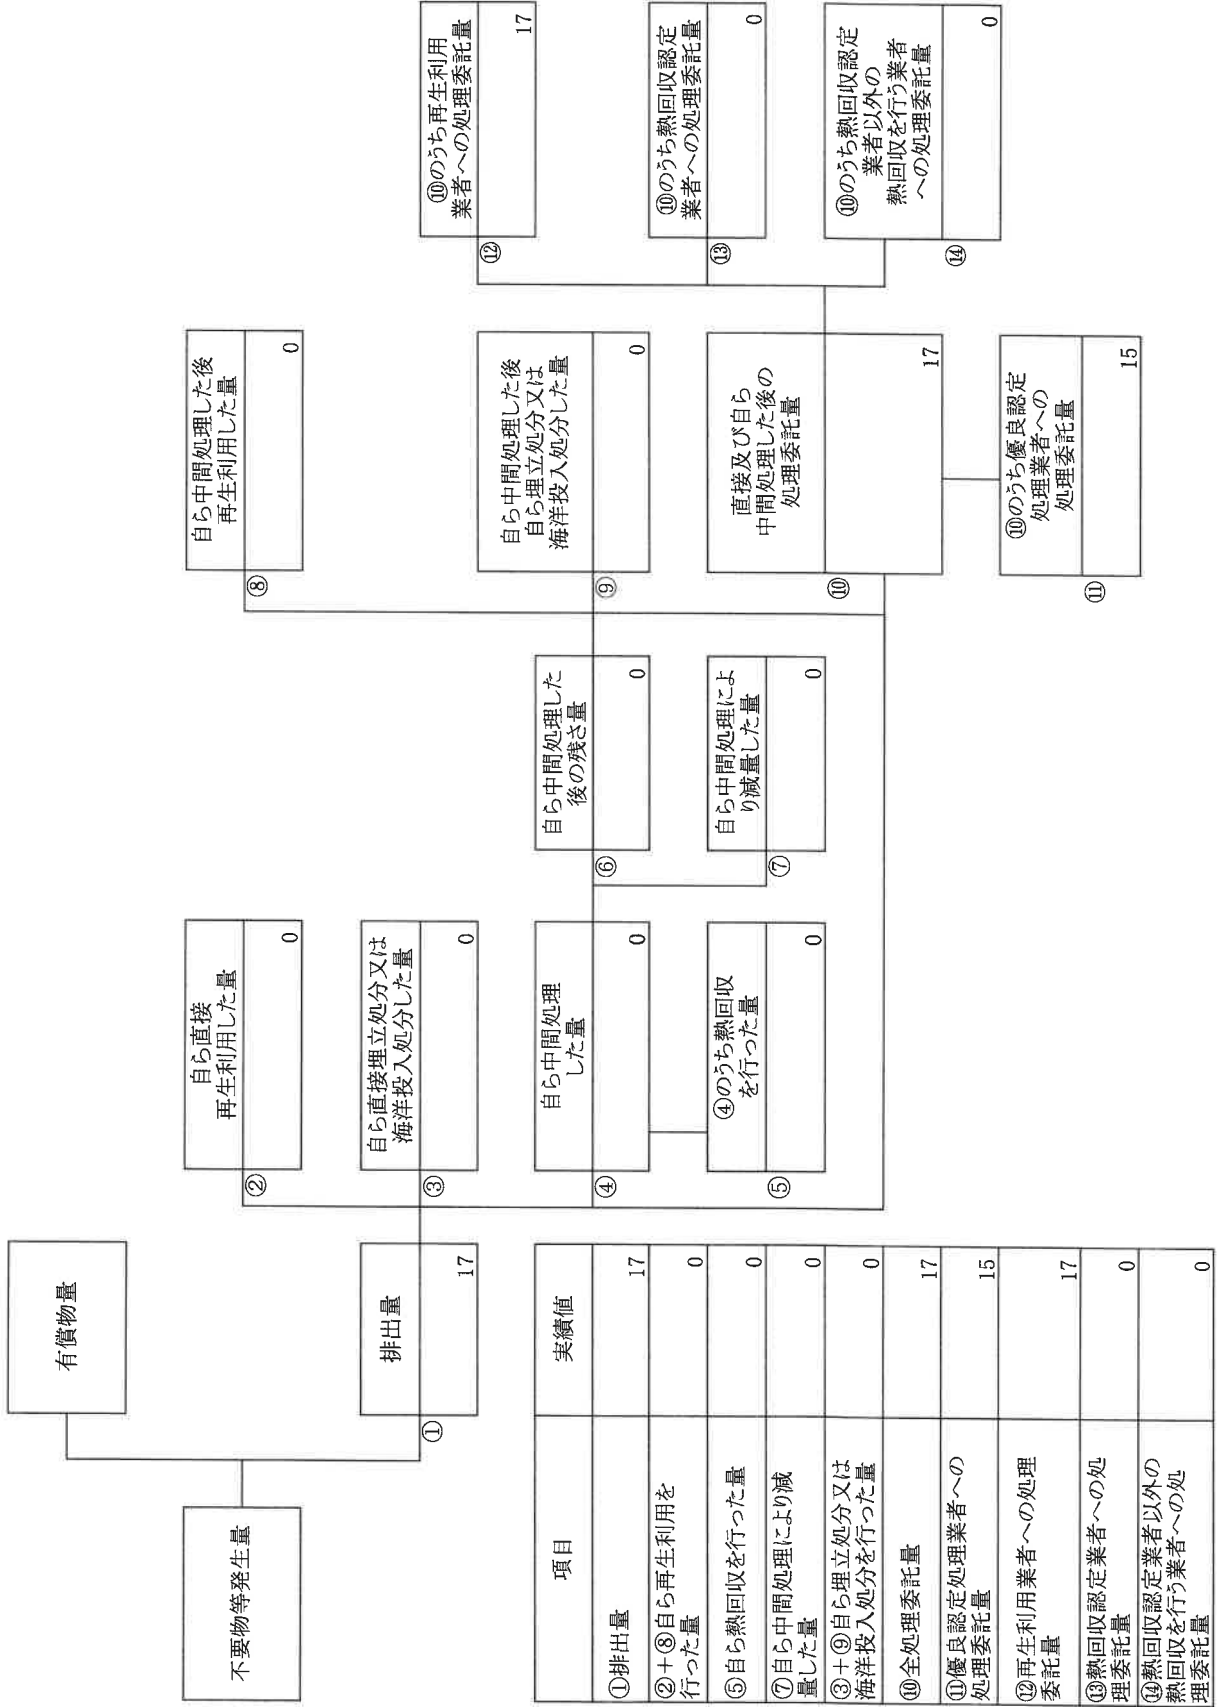 不要物等発生量
有償物量
①
排出量
17
②
自ら直接
再生利用した量
0
③
自ら直接埋立処分又は
海洋投入処分した量
0
④
自ら中間処理
した量
0
⑤
④のうち熱回収
を行った量
0
⑥
自ら中間処理した
後の残さ量
0
⑦
自ら中間処理によ
り減量した量
0
⑧
自ら中間処理した後
再生利用した量
0
⑨
自ら中間処理した後
自ら埋立処分又は
海洋投入処分した量
0
⑩
直接及び自ら
中間処理した後の
処理委託量
17
⑪
⑩のうち優良認定
処理業者への
処理委託量
15
⑫
⑩のうち再生利用
業者への処理委託量
17
⑬
⑩のうち熱回収認定
業者への処理委託量
0
⑭
⑩のうち熱回収認定
業者以外の
熱回収を行う業者
への処理委託量
0
項目 実績値
①排出量 17
②+⑧自ら再生利用を
行った量 0
⑤自ら熱回収を行った量 0
⑦自ら中間処理により減
量した量 0
③+⑨自ら埋立処分又は
海洋投入処分を行った量 0
⑩全処理委託量 17
⑪優良認定処理業者への
処理委託量 15
⑫再生利用業者への処理
委託量 17
⑬熱回収認定業者への処
理委託量 0
⑭熱回収認定業者以外の
熱回収を行う業者への処
理委託量 0